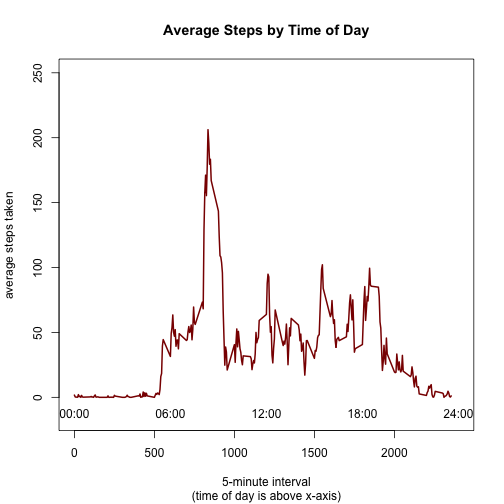 Average Steps by Time of Day
average steps taken
250
200
150
100
50
0
00:00 06:00 12:00 18:00 24:00
0 500 1000 1500 2000
5-minute interval
(time of day is above x-axis)